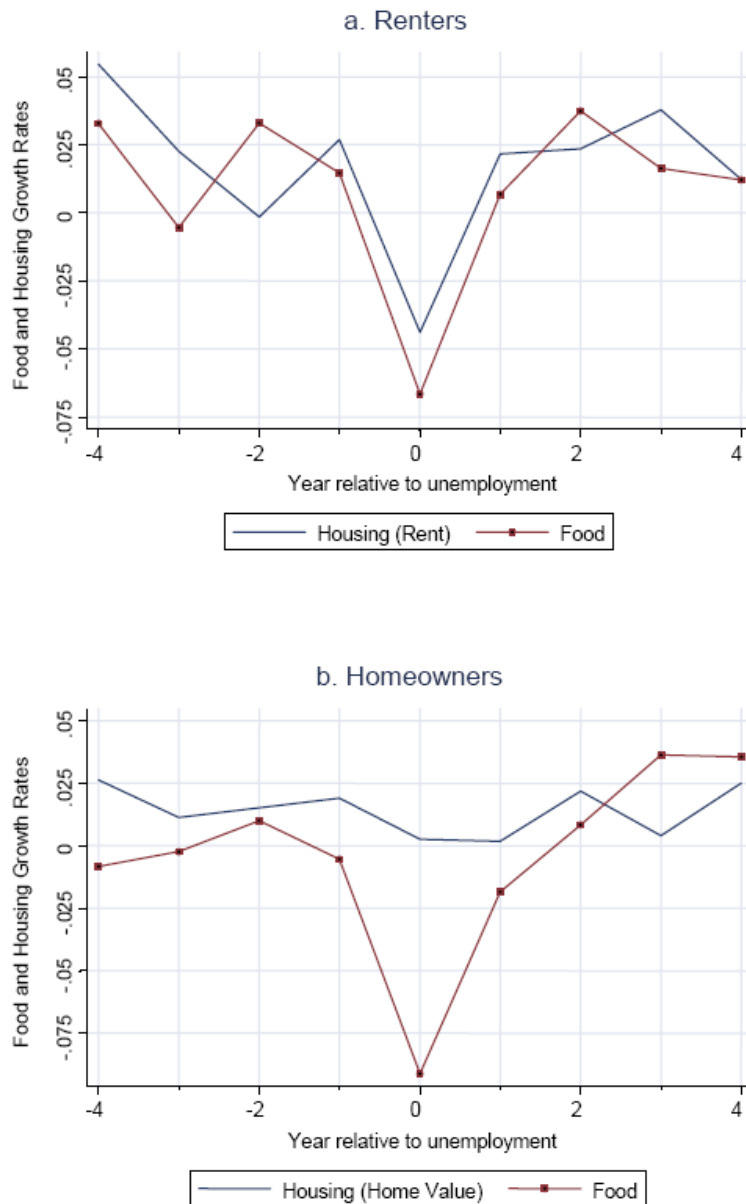 a. Renters
Food and Housing Growth Rates
.05
.025
0
-.025
-.05
-.075
-4
-2
0
2
4
Year relative to unemployment
Housing (Rent)
Food
b. Homeowners
Food and Housing Growth Rates
.05
.025
0
-.025
-.05
-.075
-4
-2
0
2
4
Year relative to unemployment
Housing (Home Value)
Food